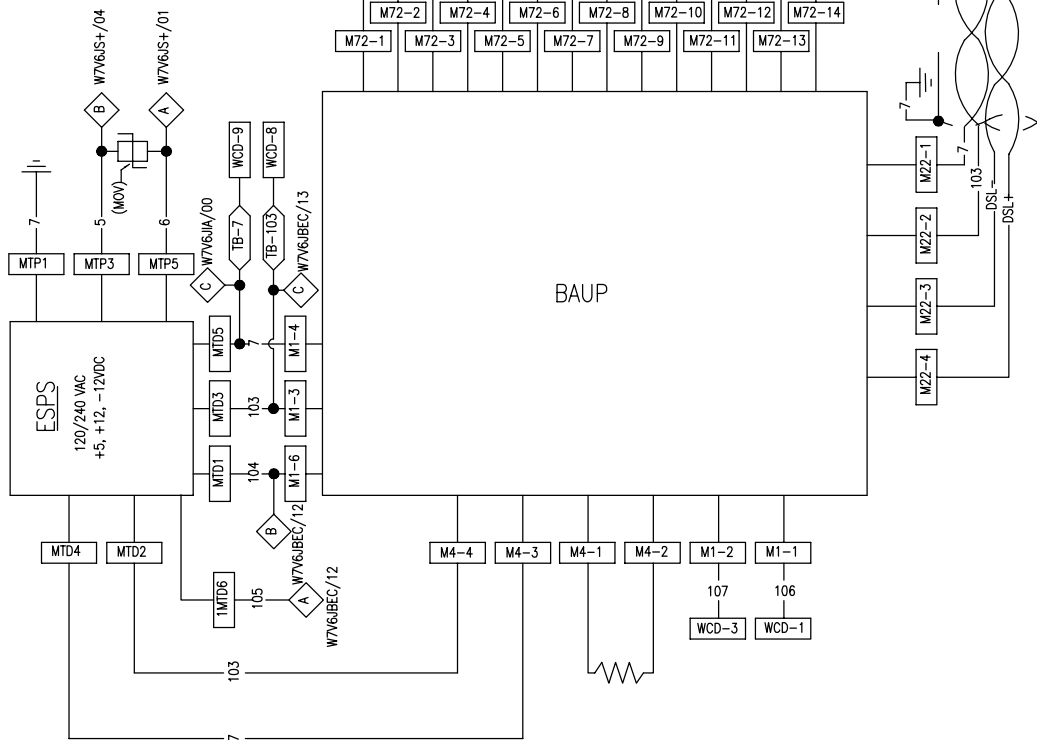 M72-2
M72-4
M72-6
M72-8
M72-10
M72-12
M72-14
M72-1
M72-3
M72-5
M72-7
M72-9
M72-11
M72-13
B
W7V6JS+/04
A
W7V6JS+/01
(MOV)
7
5
6
MTP1
MTP3
MTP5
C
W7V6JIA/00
TB-7
WCD-9
TB-103
WCD-8
C
W7V6JBEC/13
ESPS
120/240 VAC
+5, +12, -12VDC
MTD5
7
M1-4
MTD3
103
M1-3
MTD1
104
M1-6
B
W7V6JBEC/12
BAUP
7
M22-1
7
M22-2
103
M22-3
DSL-
M22-4
DSL+
MTD4
MTD2
1MTD6
105
A
W7V6JBEC/12
M4-4
M4-3
M4-1
M4-2
M1-2
M1-1
107
106
WCD-3
WCD-1
103
7